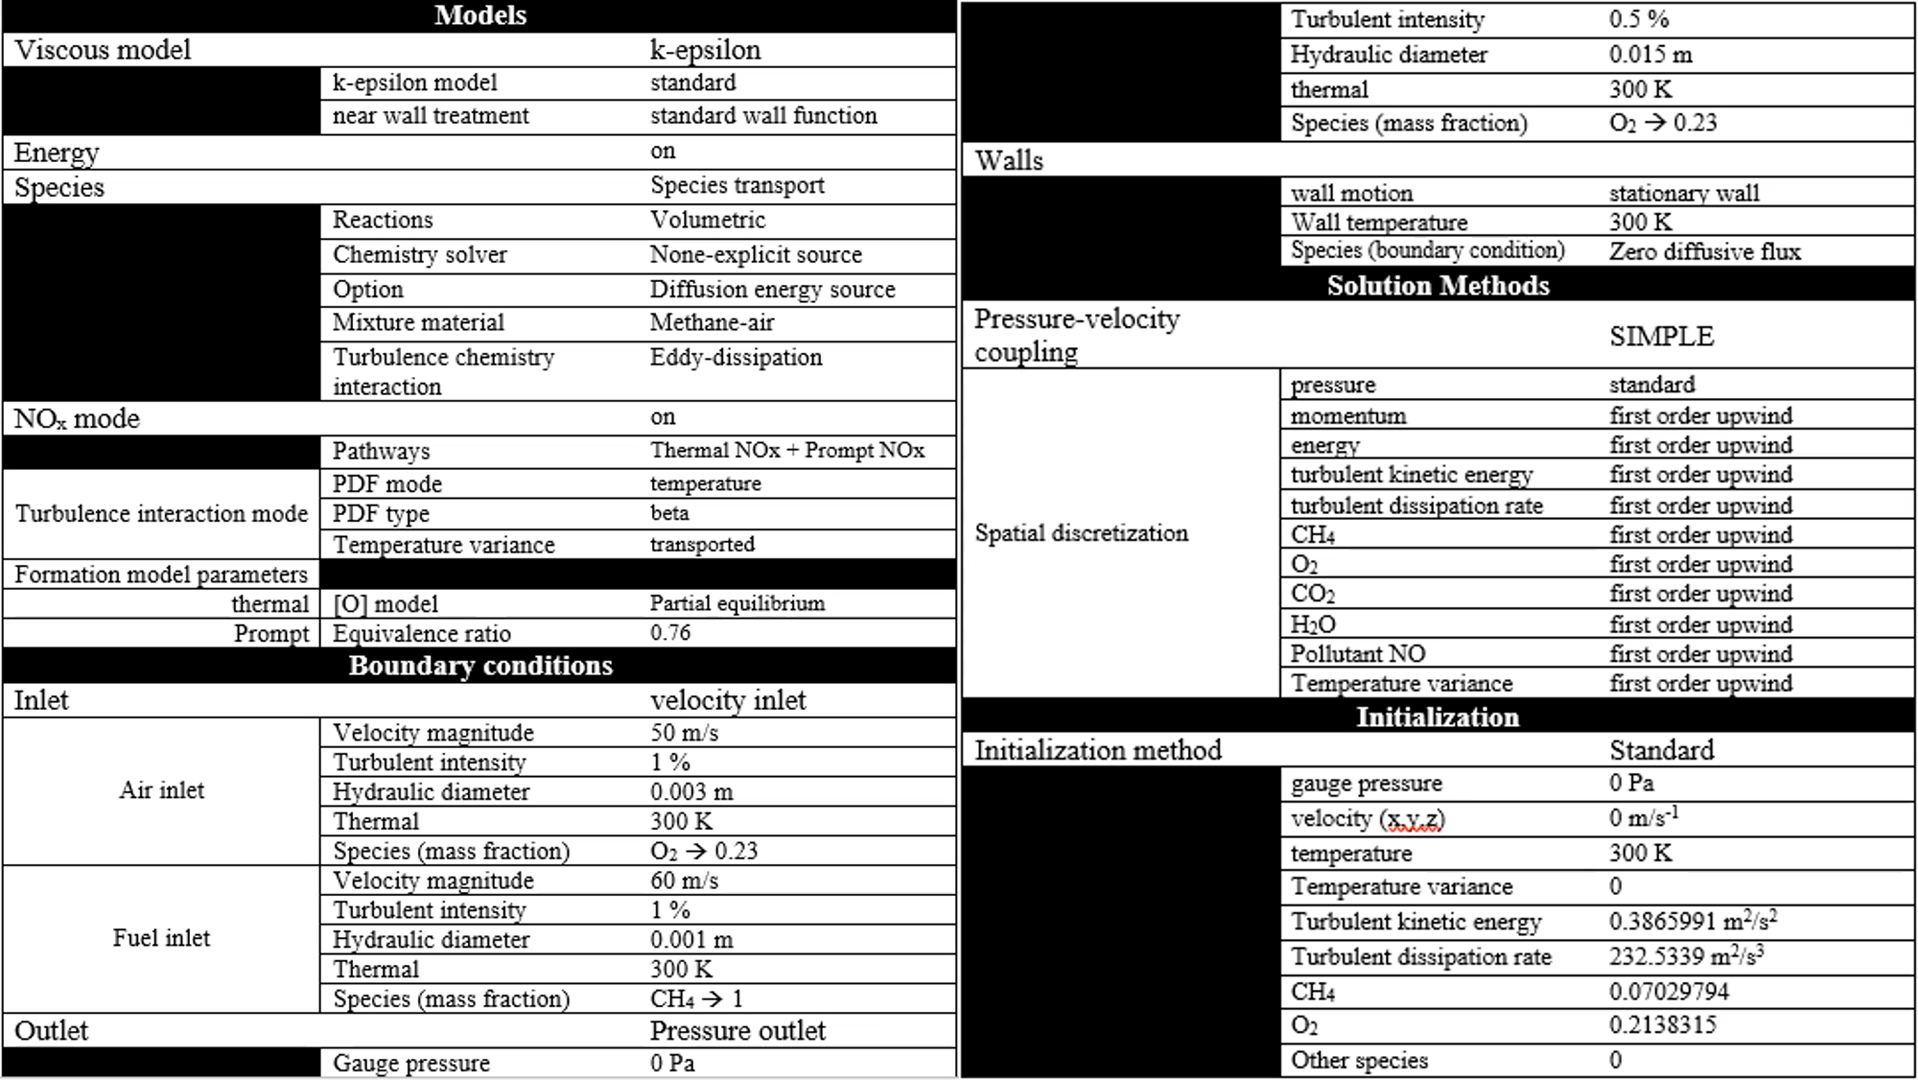 Models
Viscous model k-epsilon
k-epsilon model standard
near wall treatment standard wall function
Energy on
Species Species transport
Reactions Volumetric
Chemistry solver None-explicit source
Option Diffusion energy source
Mixture material Methane-air
Turbulence chemistry Eddy-dissipation
interaction
NOₓ mode on
Pathways Thermal NOx + Prompt NOx
Turbulence interaction mode
PDF mode temperature
PDF type beta
Temperature variance transported
Formation model parameters
thermal [O] model Partial equilibrium
Prompt Equivalence ratio 0.76
Boundary conditions
Inlet velocity inlet
Air inlet
Velocity magnitude 50 m/s
Turbulent intensity 1 %
Hydraulic diameter 0.003 m
Thermal 300 K
Species (mass fraction) O₂ → 0.23
Fuel inlet
Velocity magnitude 60 m/s
Turbulent intensity 1 %
Hydraulic diameter 0.001 m
Thermal 300 K
Species (mass fraction) CH₄ → 1
Outlet Pressure outlet
Gauge pressure 0 Pa
Turbulent intensity 0.5 %
Hydraulic diameter 0.015 m
thermal 300 K
Species (mass fraction) O₂ → 0.23
Walls
wall motion stationary wall
Wall temperature 300 K
Species (boundary condition) Zero diffusive flux
Solution Methods
Pressure-velocity
coupling SIMPLE
Spatial discretization
pressure standard
momentum first order upwind
energy first order upwind
turbulent kinetic energy first order upwind
turbulent dissipation rate first order upwind
CH₄ first order upwind
O₂ first order upwind
CO₂ first order upwind
H₂O first order upwind
Pollutant NO first order upwind
Temperature variance first order upwind
Initialization
Initialization method Standard
gauge pressure 0 Pa
velocity (x,y,z) 0 m/s⁻¹
temperature 300 K
Temperature variance 0
Turbulent kinetic energy 0.3865991 m²/s²
Turbulent dissipation rate 232.5339 m²/s³
CH₄ 0.07029794
O₂ 0.2138315
Other species 0